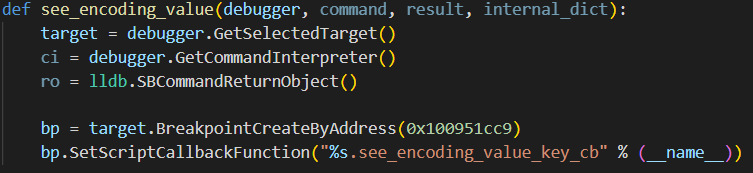 def see_encoding_value(debugger, command, result, internal_dict):
    target = debugger.GetSelectedTarget()
    ci = debugger.GetCommandInterpreter()
    ro = lldb.SBCommandReturnObject()

    bp = target.BreakpointCreateByAddress(0x100951cc9)
    bp.SetScriptCallbackFunction("%s.see_encoding_value_key_cb" % (__name__))